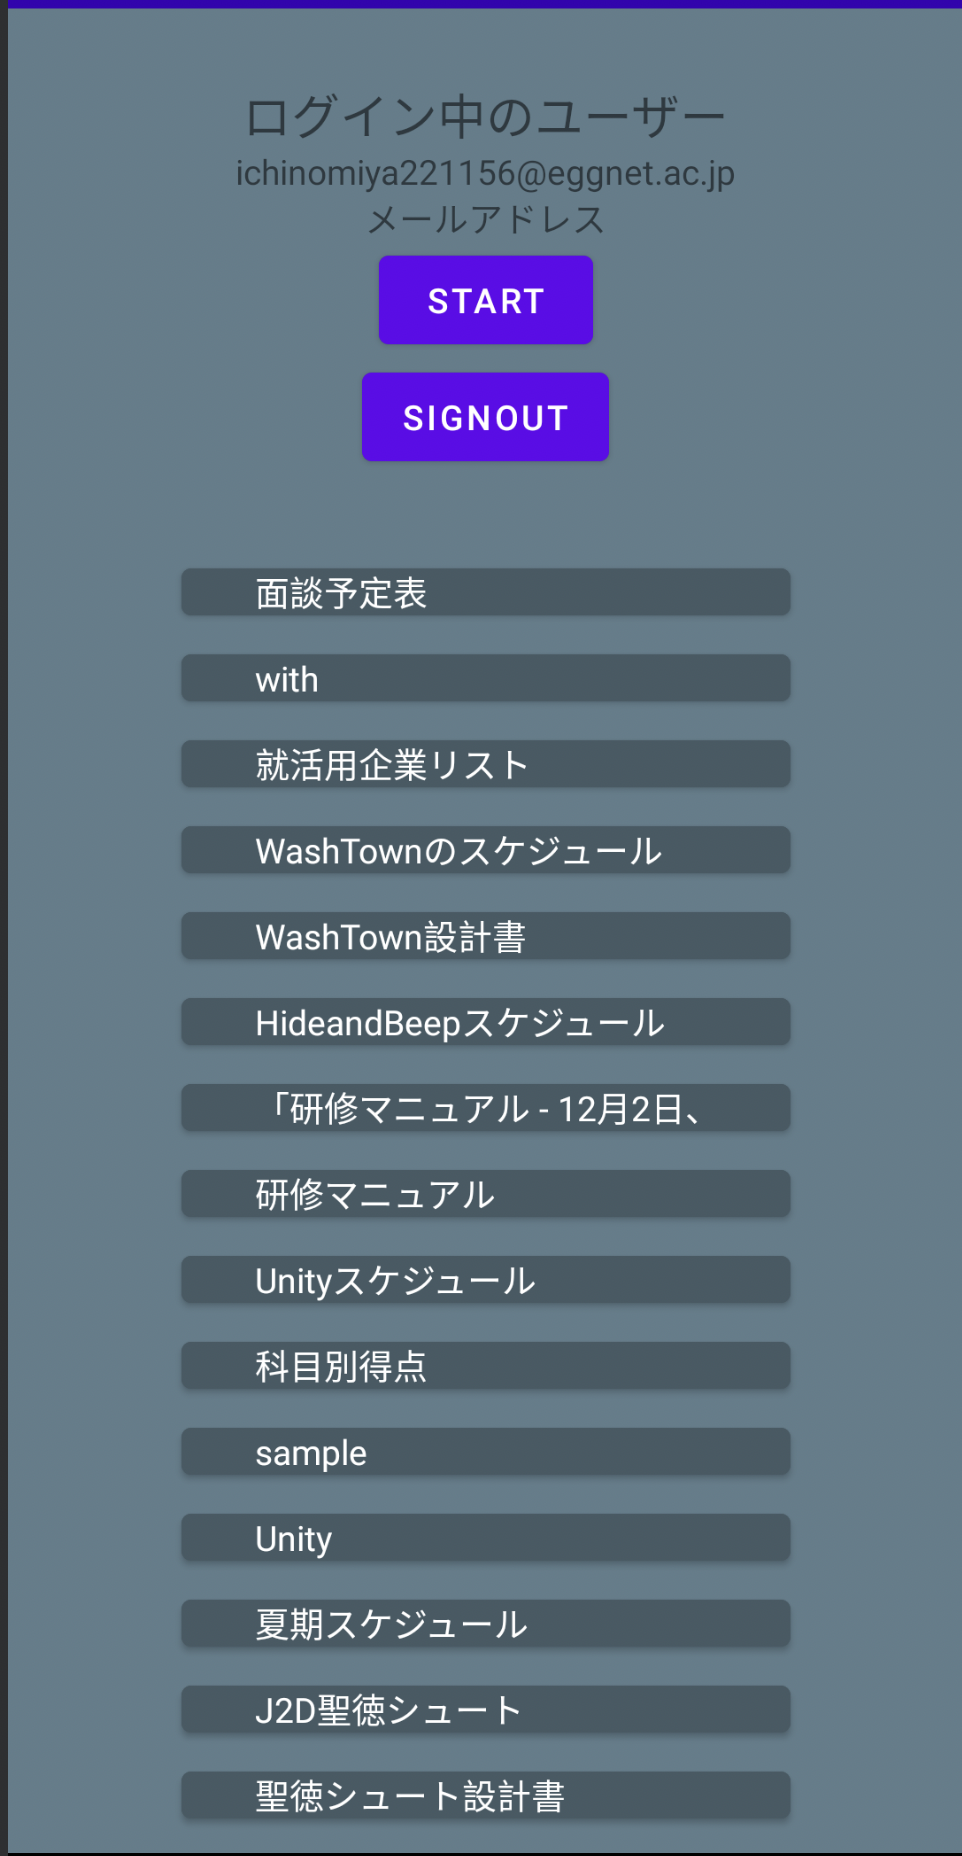 ログイン中のユーザー
ichinomiya221156@eggnet.ac.jp
メールアドレス
START
SIGNOUT
面談予定表
with
就活用企業リスト
WashTownのスケジュール
WashTown設計書
HideandBeepスケジュール
「研修マニュアル - 12月2日、
研修マニュアル
Unityスケジュール
科目別得点
sample
Unity
夏期スケジュール
J2D聖徳シュート
聖徳シュート設計書